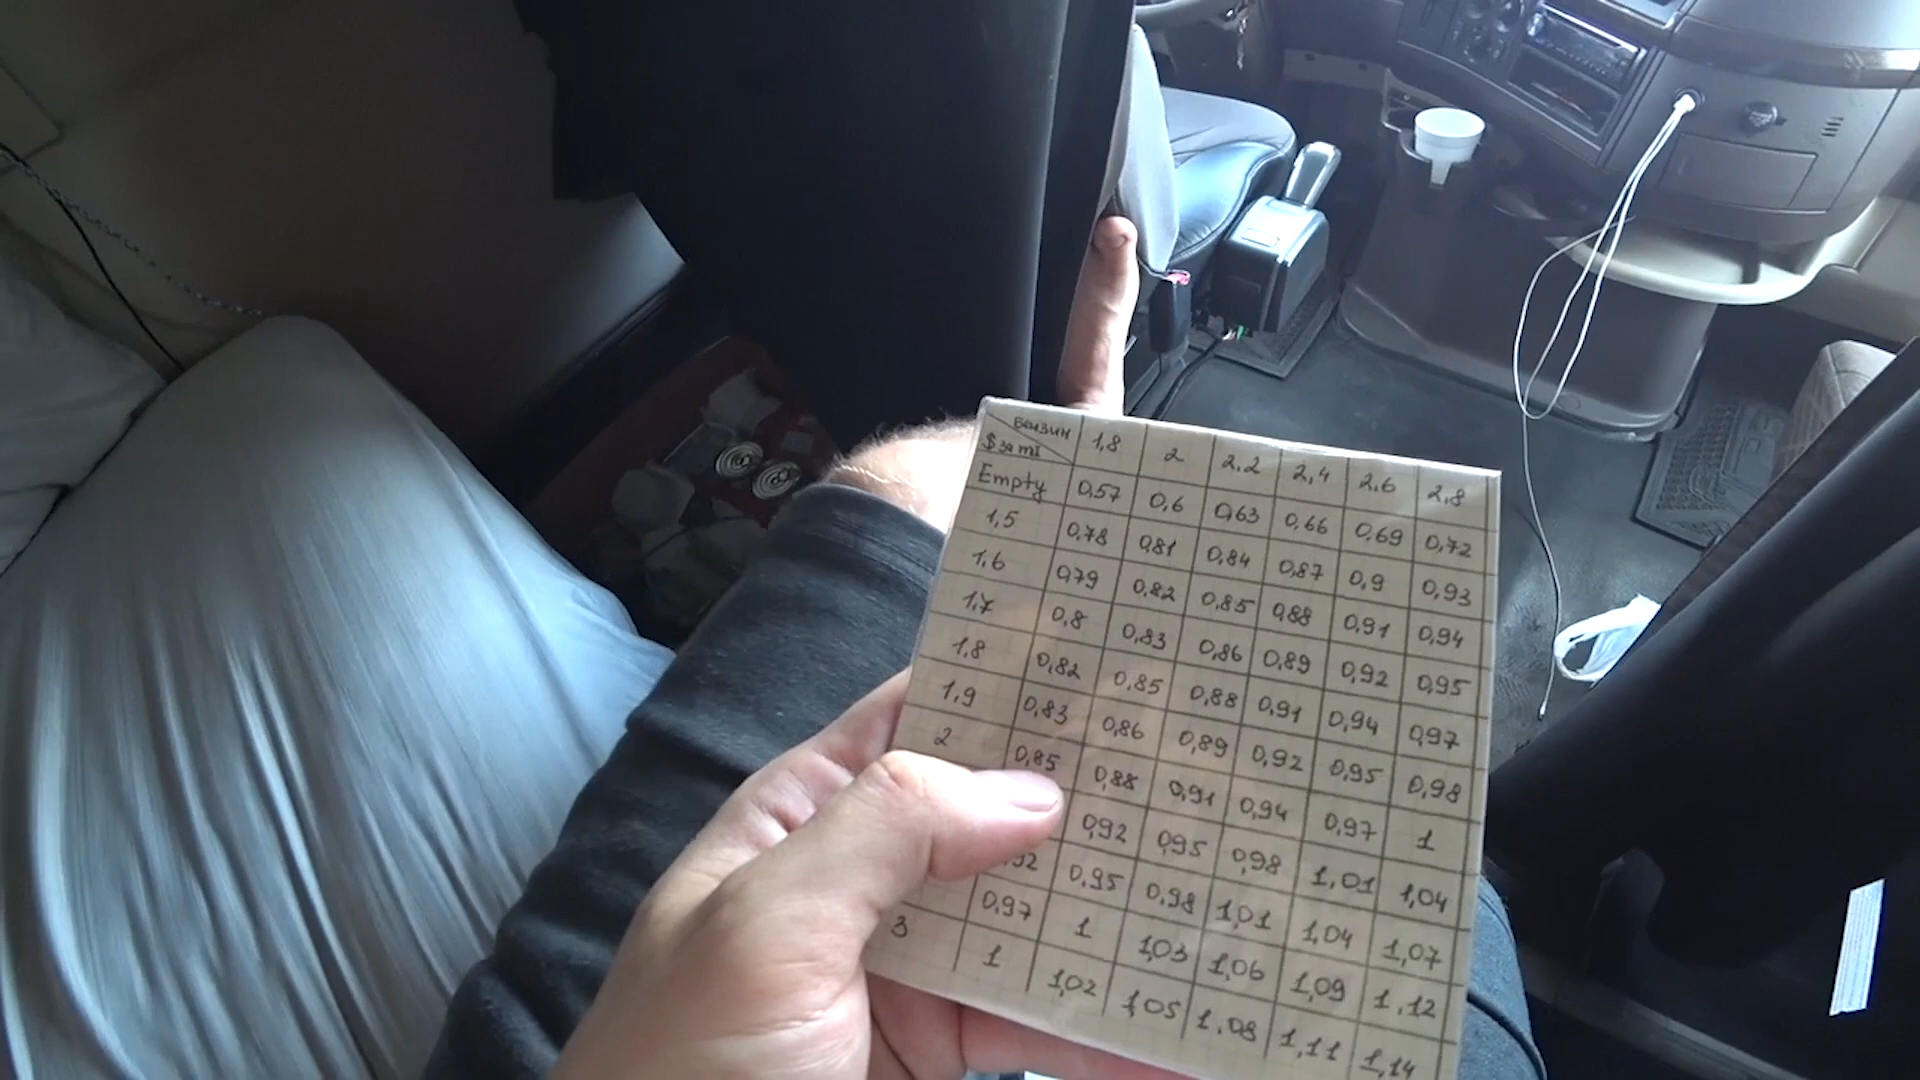 Бензин 1,8 2 2,2 2,4 2,6 2,8
$ за mi
Empty 0,57 0,6 0,63 0,66 0,69 0,72
1,5 0,78 0,81 0,84 0,87 0,9 0,93
1,6 0,79 0,82 0,85 0,88 0,91 0,94
1,7 0,8 0,83 0,86 0,89 0,92 0,95
1,8 0,82 0,85 0,88 0,91 0,94 0,97
1,9 0,83 0,86 0,89 0,92 0,95 0,98
2 0,85 0,88 0,91 0,94 0,97 1
0,92 0,95 0,98 1,01 1,04
0,95 0,98 1,01 1,04 1,07
0,97 1 1,03 1,06 1,09 1.12
3 1 1,02 1,05 1.08 1,11 1,14